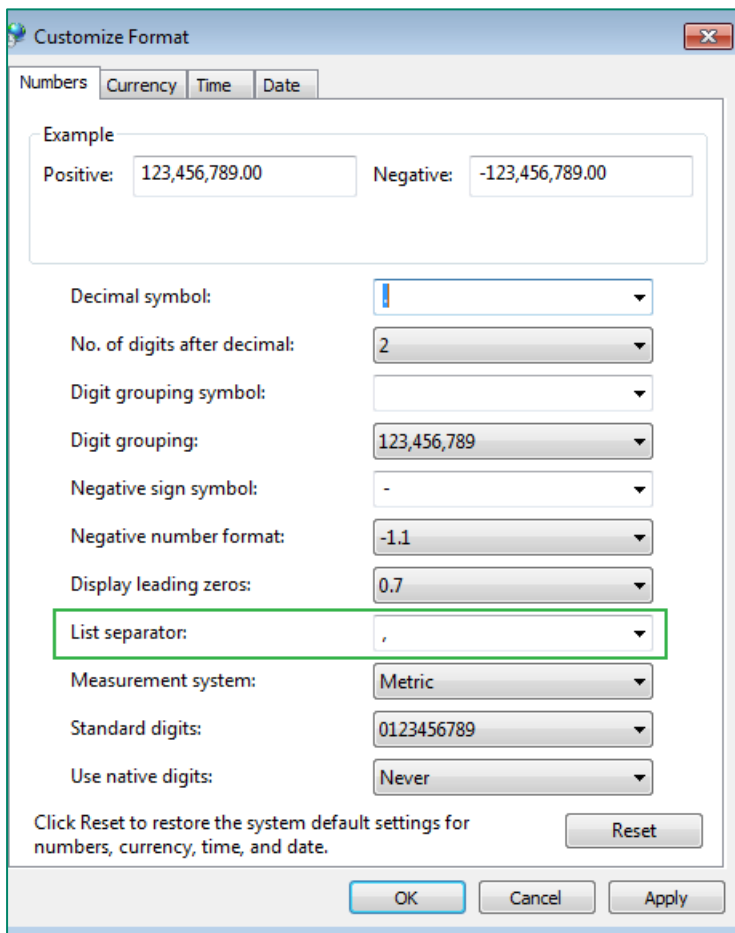 Customize Format
Numbers Currency Time Date
Example
Positive: 123,456,789.00 Negative: -123,456,789.00
Decimal symbol: .
No. of digits after decimal: 2
Digit grouping symbol:
Digit grouping: 123,456,789
Negative sign symbol: -
Negative number format: -1.1
Display leading zeros: 0.7
List separator: ,
Measurement system: Metric
Standard digits: 0123456789
Use native digits: Never
Click Reset to restore the system default settings for
numbers, currency, time, and date.
Reset
OK Cancel Apply